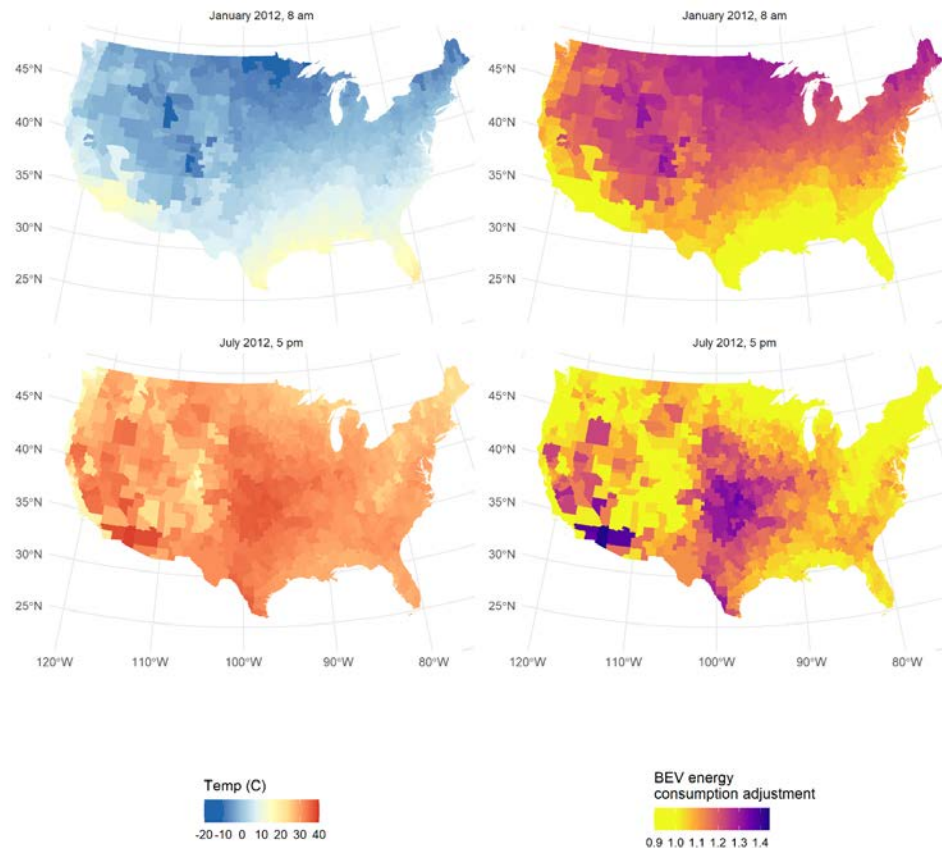 January 2012, 8 am
January 2012, 8 am
45°N
45°N
40°N
40°N
35°N
35°N
30°N
30°N
25°N
25°N
July 2012, 5 pm
July 2012, 5 pm
45°N
45°N
40°N
40°N
35°N
35°N
30°N
30°N
25°N
25°N
120°W 110°W 100°W 90°W 80°W
120°W 110°W 100°W 90°W 80°W
Temp (C)
-20 -10 0 10 20 30 40
BEV energy
consumption adjustment
0.9 1.0 1.1 1.2 1.3 1.4